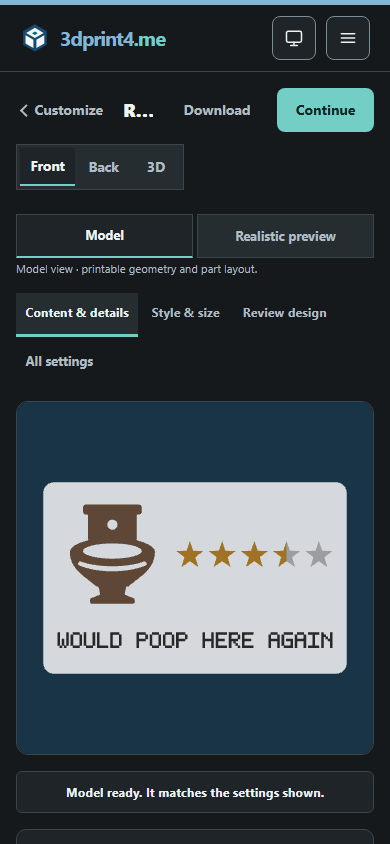 3dprint4.me
Customize R... Download Continue
Front Back 3D
Model Realistic preview
Model view · printable geometry and part layout.
Content & details Style & size Review design
All settings
WOULD POOP HERE AGAIN
Model ready. It matches the settings shown.